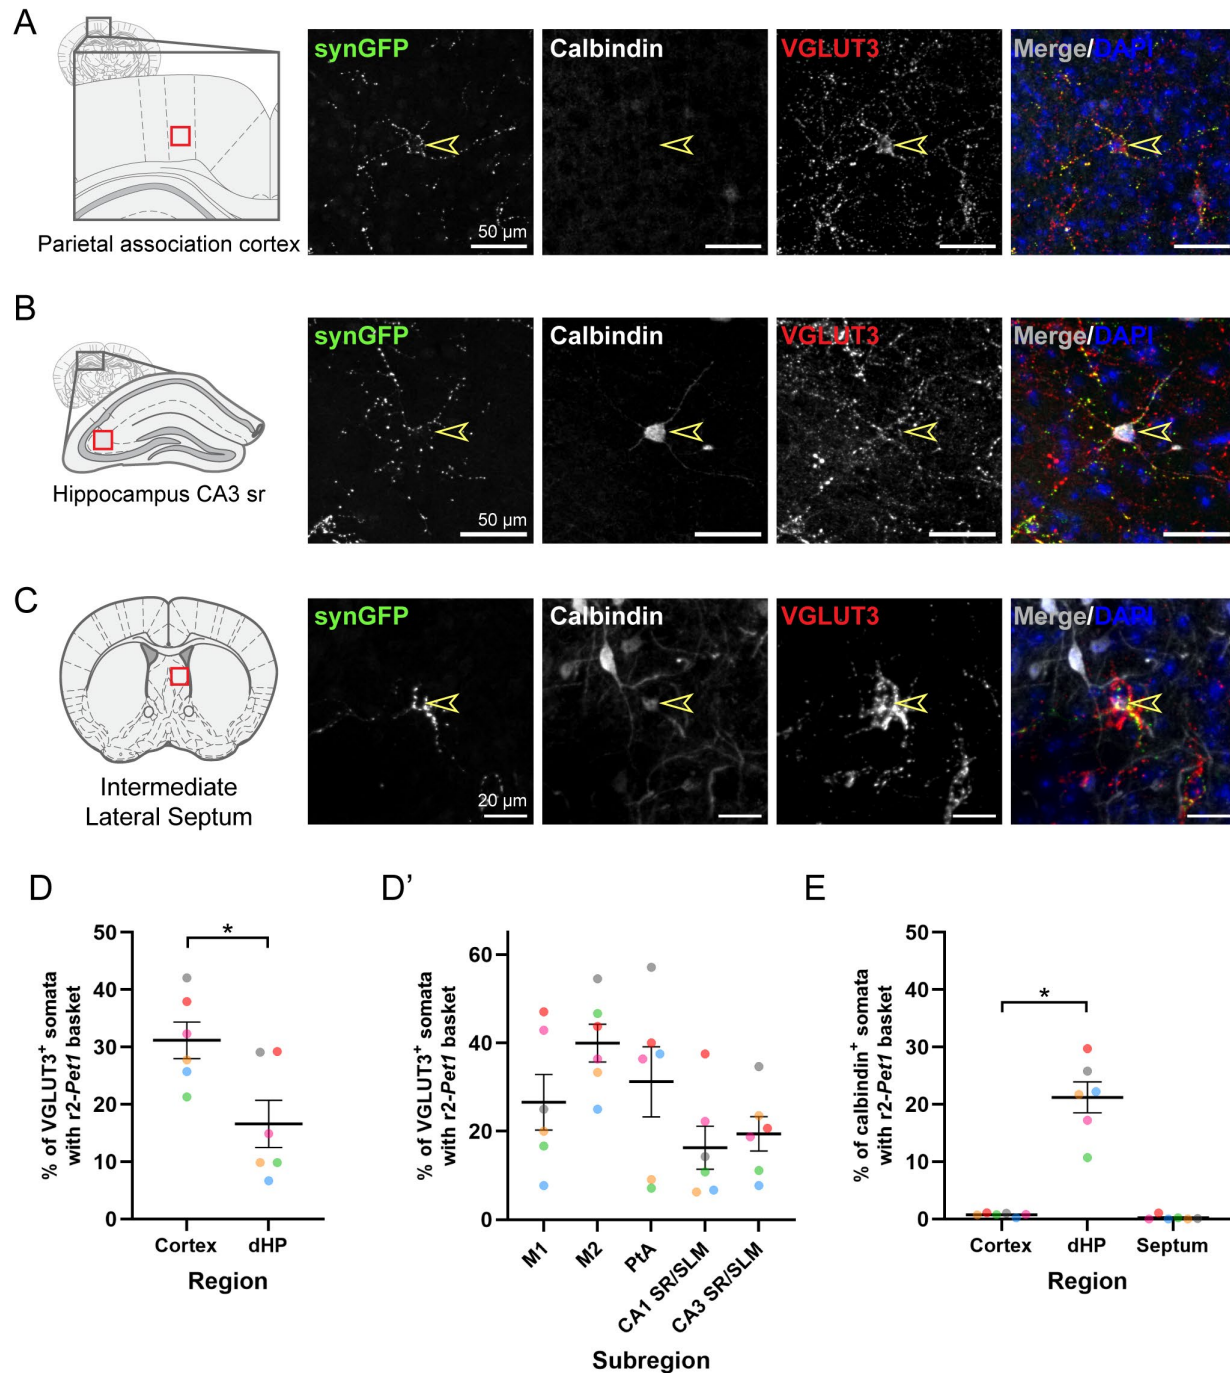 A
synGFP
Calbindin
VGLUT3
Merge/DAPI
50 µm
Parietal association cortex
B
synGFP
Calbindin
VGLUT3
Merge/DAPI
50 µm
Hippocampus CA3 sr
C
synGFP
Calbindin
VGLUT3
Merge/DAPI
20 µm
Intermediate
Lateral Septum
D
% of VGLUT3⁺ somata
with r2-Pet1 basket
50
40
30
20
10
0
*
Cortex
dHP
Region
D’
% of VGLUT3⁺ somata
with r2-Pet1 basket
60
40
20
0
M1
M2
PtA
CA1 SR/SLM
CA3 SR/SLM
Subregion
E
% of calbindin⁺ somata
with r2-Pet1 basket
50
40
30
20
10
0
*
Cortex
dHP
Septum
Region